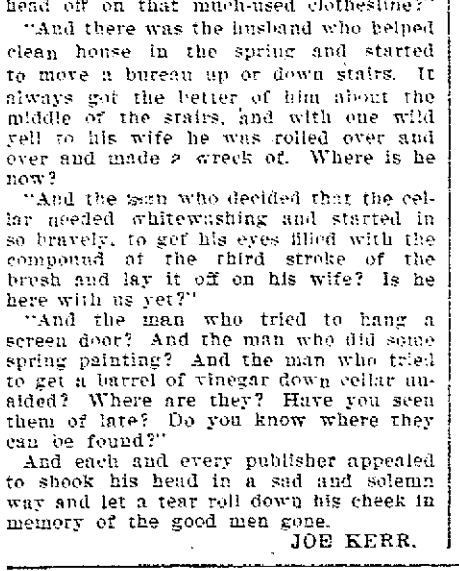 head off on that much-used clothesline?"
"And there was the husband who helped
clean house in the spring and started
to move a bureau up or down stairs. It
always got the better of him about the
middle of the stairs, and with one wild
yell to his wife he was rolled over and
over and made a wreck of. Where is he
now?
"And the man who decided that the cel-
lar needed whitewashing and started in
so bravely, to get his eyes filled with the
compound at the third stroke of the
brush and lay it off on his wife? Is he
here with us yet?"
"And the man who tried to hang a
screen door? And the man who did some
spring painting? And the man who tried
to get a barrel of vinegar down cellar un-
aided? Where are they? Have you seen
them of late? Do you know where they
can be found?"
And each and every publisher appealed
to shook his head in a sad and solemn
way and let a tear roll down his cheek in
memory of the good men gone.
JOE KERR.